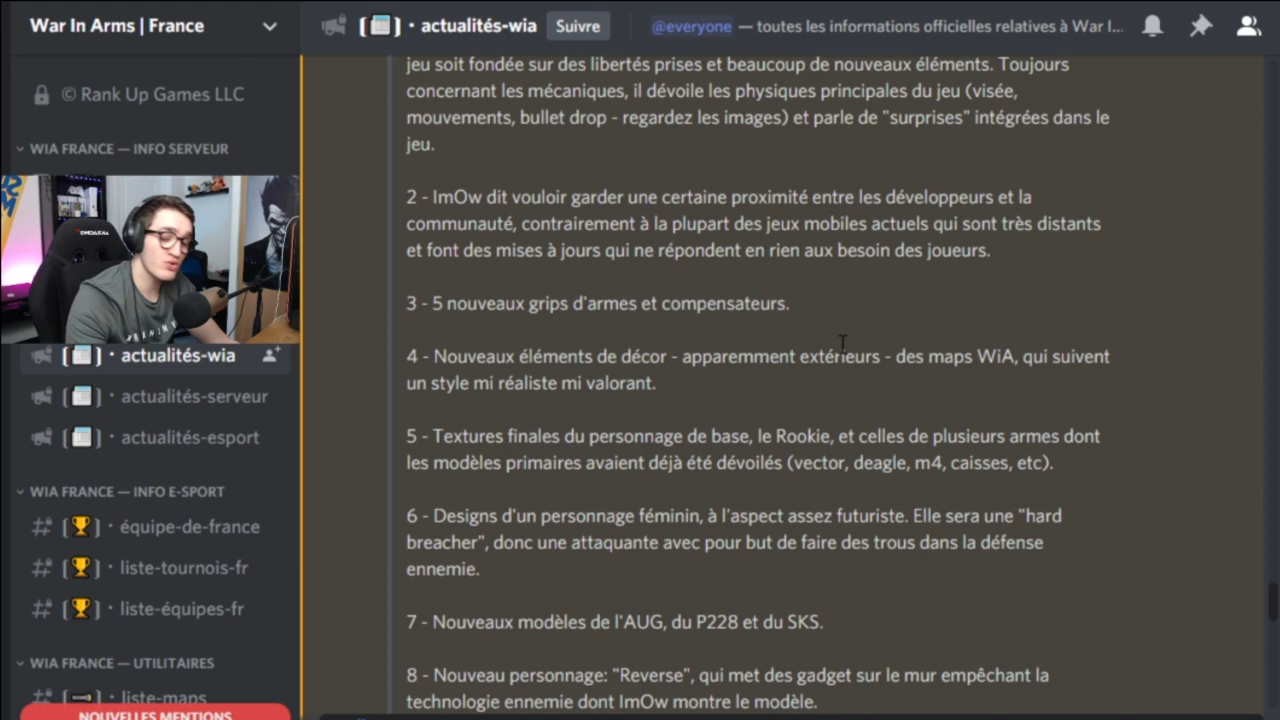 War In Arms | France
[📰] · actualités-wia
Suivre
@everyone — toutes les informations officielles relatives à War I...
© Rank Up Games LLC
WIA FRANCE — INFO SERVEUR
[📰] · actualités-wia
[📰] · actualités-serveur
[📰] · actualités-esport
WIA FRANCE — INFO E-SPORT
[🏆] · équipe-de-france
[🏆] · liste-tournois-fr
[🏆] · liste-équipes-fr
WIA FRANCE — UTILITAIRES
· liste-maps
NOUVELLES MENTIONS
jeu soit fondée sur des libertés prises et beaucoup de nouveaux éléments. Toujours
concernant les mécaniques, il dévoile les physiques principales du jeu (visée,
mouvements, bullet drop - regardez les images) et parle de "surprises" intégrées dans le
jeu.
2 - ImOw dit vouloir garder une certaine proximité entre les développeurs et la
communauté, contrairement à la plupart des jeux mobiles actuels qui sont très distants
et font des mises à jours qui ne répondent en rien aux besoin des joueurs.
3 - 5 nouveaux grips d'armes et compensateurs.
4 - Nouveaux éléments de décor - apparemment extérieurs - des maps WiA, qui suivent
un style mi réaliste mi valorant.
5 - Textures finales du personnage de base, le Rookie, et celles de plusieurs armes dont
les modèles primaires avaient déjà été dévoilés (vector, deagle, m4, caisses, etc).
6 - Designs d'un personnage féminin, à l'aspect assez futuriste. Elle sera une "hard
breacher", donc une attaquante avec pour but de faire des trous dans la défense
ennemie.
7 - Nouveaux modèles de l'AUG, du P228 et du SKS.
8 - Nouveau personnage: "Reverse", qui met des gadget sur le mur empêchant la
technologie ennemie dont ImOw montre le modèle.